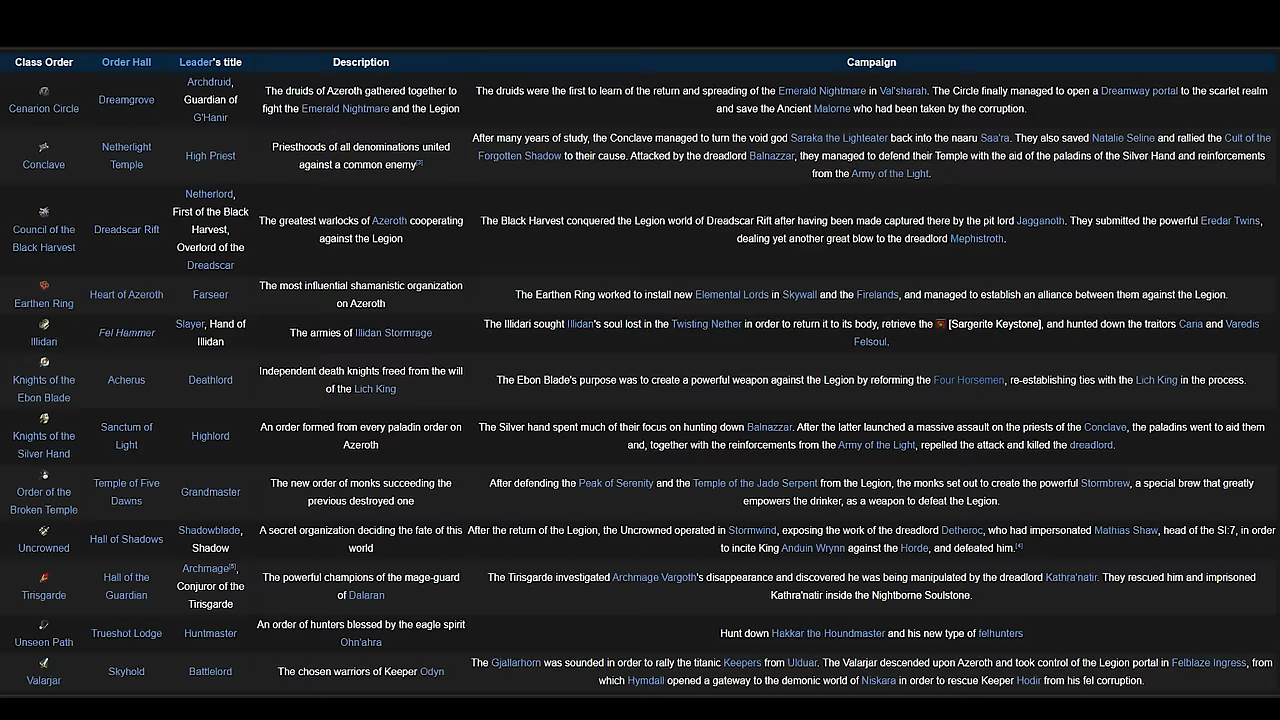 Class Order Order Hall Leader's title Description Campaign
Cenarion Circle
Dreamgrove
Archdruid,
Guardian of
G'Hanir
The druids of Azeroth gathered together to
fight the Emerald Nightmare and the Legion
The druids were the first to learn of the return and spreading of the Emerald Nightmare in Val'sharah. The Circle finally managed to open a Dreamway portal to the scarlet realm
and save the Ancient Malorne who had been taken by the corruption.
Conclave
Netherlight
Temple
High Priest
Priesthoods of all denominations united
against a common enemy[3]
After many years of study, the Conclave managed to turn the void god Saraka the Lighteater back into the naaru Saa'ra. They also saved Natalie Seline and rallied the Cult of the
Forgotten Shadow to their cause. Attacked by the dreadlord Balnazzar, they managed to defend their Temple with the aid of the paladins of the Silver Hand and reinforcements
from the Army of the Light.
Council of the
Black Harvest
Dreadscar Rift
Netherlord,
First of the Black
Harvest,
Overlord of the
Dreadscar
The greatest warlocks of Azeroth cooperating
against the Legion
The Black Harvest conquered the Legion world of Dreadscar Rift after having been made captured there by the pit lord Jagganoth. They submitted the powerful Eredar Twins,
dealing yet another great blow to the dreadlord Mephistroth.
Earthen Ring
Heart of Azeroth
Farseer
The most influential shamanistic organization
on Azeroth
The Earthen Ring worked to install new Elemental Lords in Skywall and the Firelands, and managed to establish an alliance between them against the Legion.
Illidari
Fel Hammer
Slayer, Hand of
Illidan
The armies of Illidan Stormrage
The Illidari sought Illidan's soul lost in the Twisting Nether in order to return it to its body, retrieve the [Sargerite Keystone], and hunted down the traitors Caria and Varedis
Felsoul.
Knights of the
Ebon Blade
Acherus
Deathlord
Independent death knights freed from the will
of the Lich King
The Ebon Blade's purpose was to create a powerful weapon against the Legion by reforming the Four Horsemen, re-establishing ties with the Lich King in the process.
Knights of the
Silver Hand
Sanctum of
Light
Highlord
An order formed from every paladin order on
Azeroth
The Silver hand spent much of their focus on hunting down Balnazzar. After the latter launched a massive assault on the priests of the Conclave, the paladins went to aid them
and, together with the reinforcements from the Army of the Light, repelled the attack and killed the dreadlord.
Order of the
Broken Temple
Temple of Five
Dawns
Grandmaster
The new order of monks succeeding the
previous destroyed one
After defending the Peak of Serenity and the Temple of the Jade Serpent from the Legion, the monks set out to create the powerful Stormbrew, a special brew that greatly
empowers the drinker, as a weapon to defeat the Legion.
Uncrowned
Hall of Shadows
Shadowblade,
Shadow
A secret organization deciding the fate of this
world
After the return of the Legion, the Uncrowned operated in Stormwind, exposing the work of the dreadlord Detheroc, who had impersonated Mathias Shaw, head of the SI:7, in order
to incite King Anduin Wrynn against the Horde, and defeated him.[4]
Tirisgarde
Hall of the
Guardian
Archmage[5],
Conjuror of the
Tirisgarde
The powerful champions of the mage-guard
of Dalaran
The Tirisgarde investigated Archmage Vargoth's disappearance and discovered he was being manipulated by the dreadlord Kathra'natir. They rescued him and imprisoned
Kathra'natir inside the Nightborne Soulstone.
Unseen Path
Trueshot Lodge
Huntmaster
An order of hunters blessed by the eagle spirit
Ohn'ahra
Hunt down Hakkar the Houndmaster and his new type of felhunters
Valarjar
Skyhold
Battlelord
The chosen warriors of Keeper Odyn
The Gjallarhorn was sounded in order to rally the titanic Keepers from Ulduar. The Valarjar descended upon Azeroth and took control of the Legion portal in Felblaze Ingress, from
which Hymdall opened a gateway to the demonic world of Niskara in order to rescue Keeper Hodir from his fel corruption.